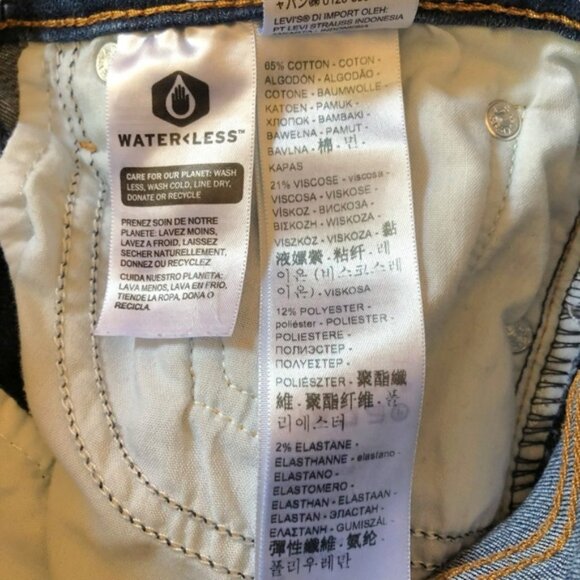 WATER<LESS™
CARE FOR OUR PLANET: WASH
LESS, WASH COLD, LINE DRY,
DONATE OR RECYCLE
PRENEZ SOIN DE NOTRE
PLANETE: LAVEZ MOINS,
LAVEZ A FROID, LAISSEZ
SECHER NATURELLEMENT,
DONNEZ OU RECYCLEZ
CUIDA NUESTRO PLANETA:
LAVA MENOS, LAVA EN FRIO,
TIENDE LA ROPA, DONA O
RECICLA.
LEVI'S® DI IMPORT OLEH:
PT LEVI STRAUSS INDONESIA
65% COTTON - COTON -
ALGODÓN - ALGODÃO -
COTONE - BAUMWOLLE -
KATOEN - PAMUK -
ХЛОПОК - BAMBAKI -
BAWEŁNA - PAMUT -
BAVLNA - 棉 - 면 -
KAPAS
21% VISCOSE - viscosa -
VISCOSA - VISKOSE -
VİSKOZ - ВИСКОЗА -
ΒΙΣΚΟΖΗ - WISKOZA -
VISZKÓZ - VISKOZA - 黏
液嫘縈 - 粘纤 - 레
이온 (비스코스레
이온) - VISKOSA
12% POLYESTER -
poliéster - POLIESTER -
POLIESTERE -
ПОЛИЭСТЕР -
ΠΟΛΥΕΣΤΕΡ -
POLIÉSZTER - 聚酯纖
維 - 聚酯纤维 - 폴
리에스터
2% ELASTANE -
ELASTHANNE - elastano -
ELASTANO -
ELASTOMERO -
ELASTHAN - ELASTAAN -
ELASTAN - ЭЛАСТАН -
ΕΛΑΣΤΑΝΗ - GUMISZÁL -
彈性纖維 - 氨纶 -
폴리우레탄